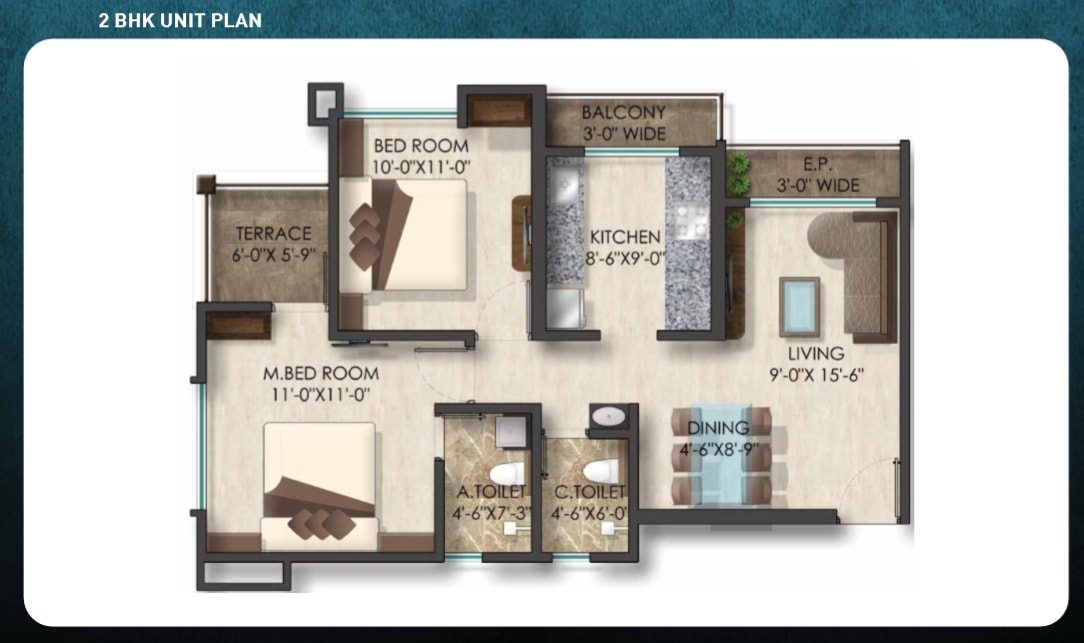 2 BHK UNIT PLAN
BALCONY
3'-0" WIDE
BED ROOM
10'-0"X11'-0"
E.P.
3'-0" WIDE
TERRACE
6'-0"X 5'-9"
KITCHEN
8'-6"X9'-0"
LIVING
9'-0"X 15'-6"
M.BED ROOM
11'-0"X11'-0"
DINING
4'-6"X8'-9"
A.TOILET
4'-6"X7'-3"
C.TOILET
4'-6"X6'-0"